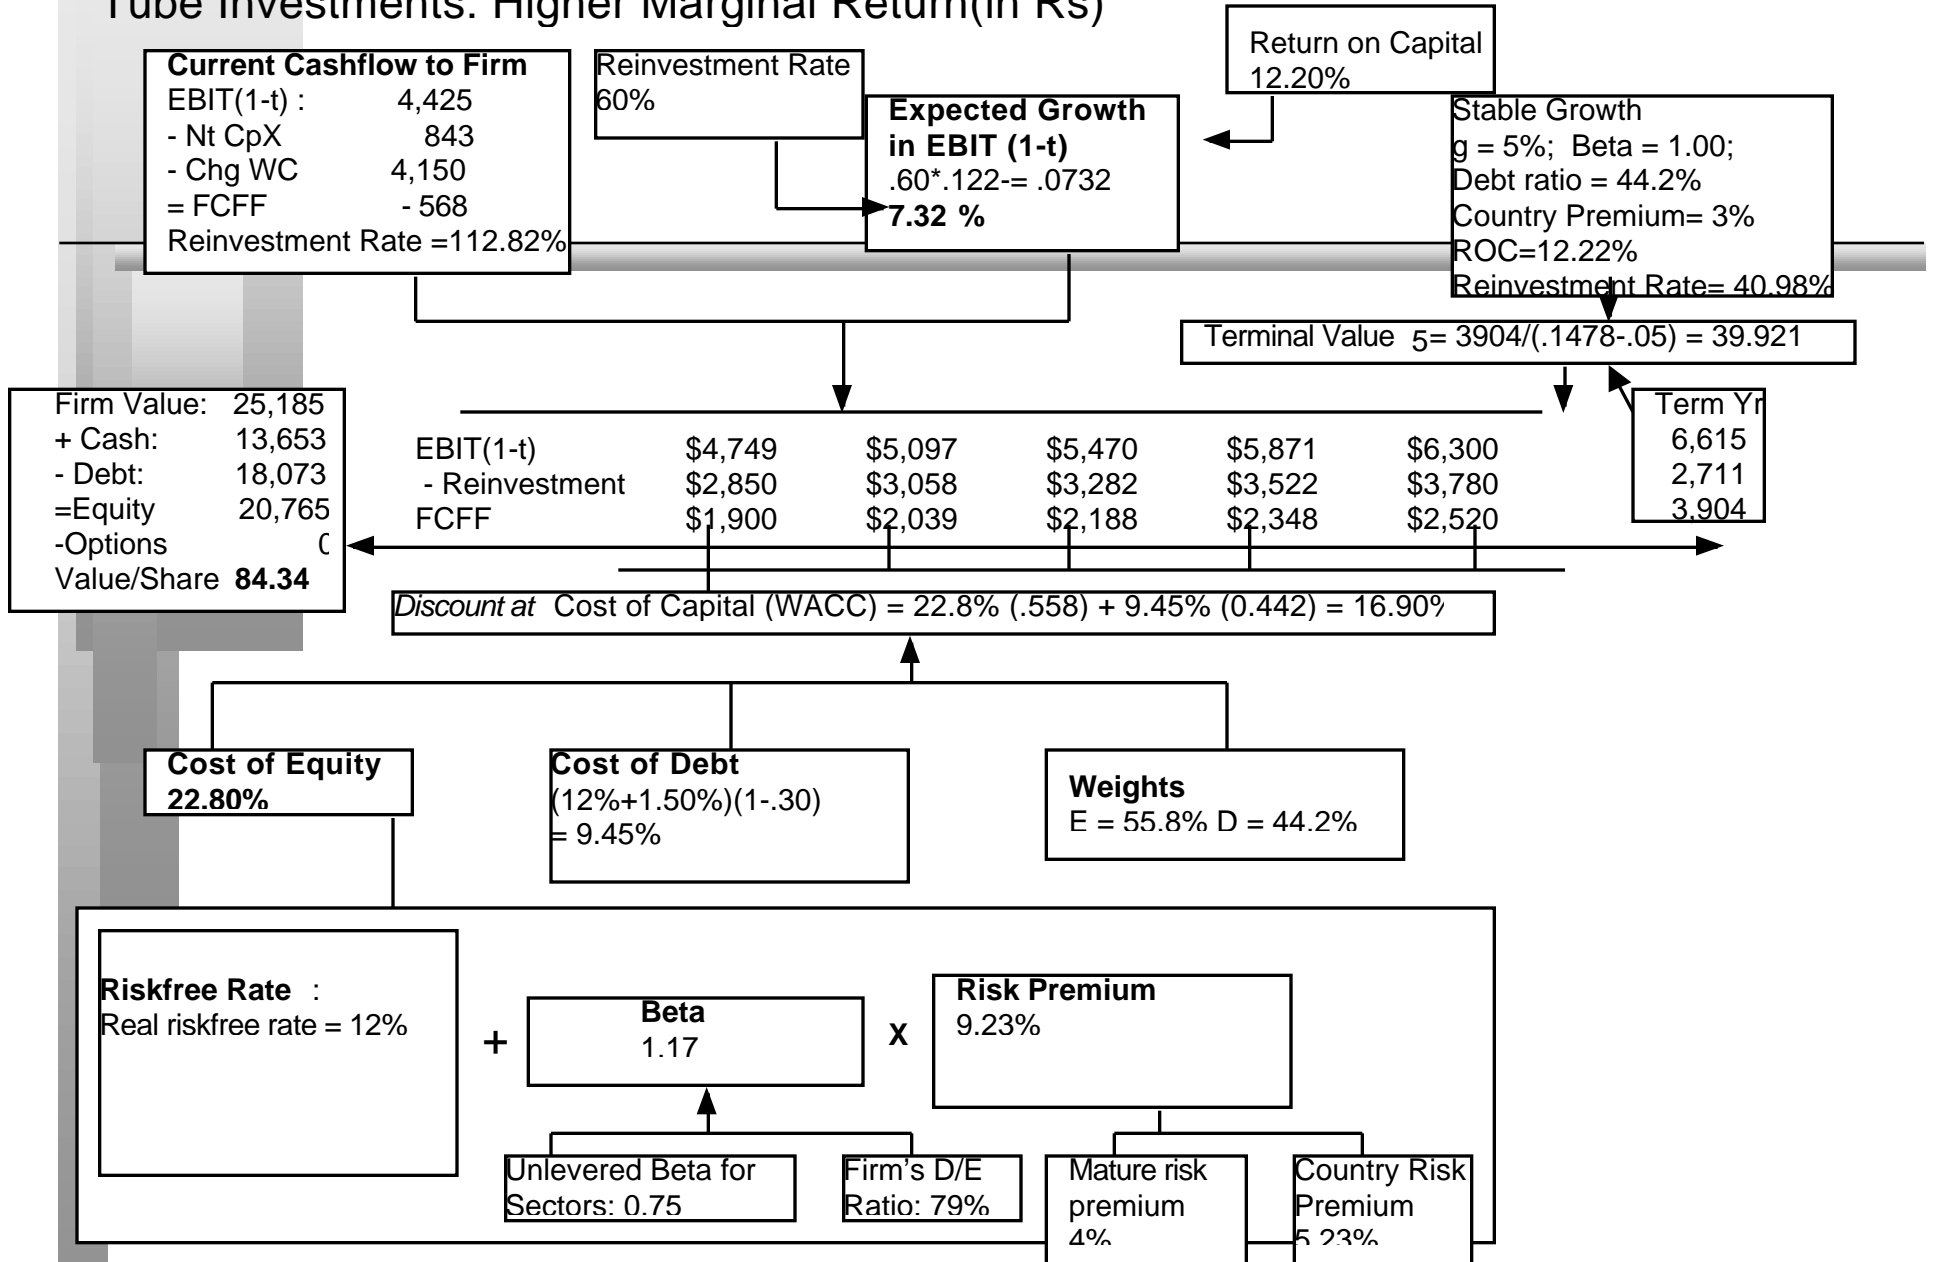 Tube Investments: Higher Marginal Return(in Rs)
Current Cashflow to Firm
EBIT(1-t) : 4,425
- Nt CpX 843
- Chg WC 4,150
= FCFF - 568
Reinvestment Rate =112.82%
Reinvestment Rate
60%
Expected Growth
in EBIT (1-t)
.60*.122-= .0732
7.32 %
Return on Capital
12.20%
Stable Growth
g = 5%; Beta = 1.00;
Debt ratio = 44.2%
Country Premium= 3%
ROC=12.22%
Reinvestment Rate= 40.98%
Terminal Value 5= 3904/(.1478-.05) = 39.921
Firm Value: 25,185
+ Cash: 13,653
- Debt: 18,073
=Equity 20,765
-Options 0
Value/Share 84.34
EBIT(1-t) $4,749 $5,097 $5,470 $5,871 $6,300
- Reinvestment $2,850 $3,058 $3,282 $3,522 $3,780
FCFF $1,900 $2,039 $2,188 $2,348 $2,520
Term Yr
6,615
2,711
3,904
Discount at Cost of Capital (WACC) = 22.8% (.558) + 9.45% (0.442) = 16.90%
Cost of Equity
22.80%
Cost of Debt
(12%+1.50%)(1-.30)
= 9.45%
Weights
E = 55.8% D = 44.2%
Riskfree Rate :
Real riskfree rate = 12%
+
Beta
1.17
X
Risk Premium
9.23%
Unlevered Beta for
Sectors: 0.75
Firm's D/E
Ratio: 79%
Mature risk
premium
4%
Country Risk
Premium
5.23%